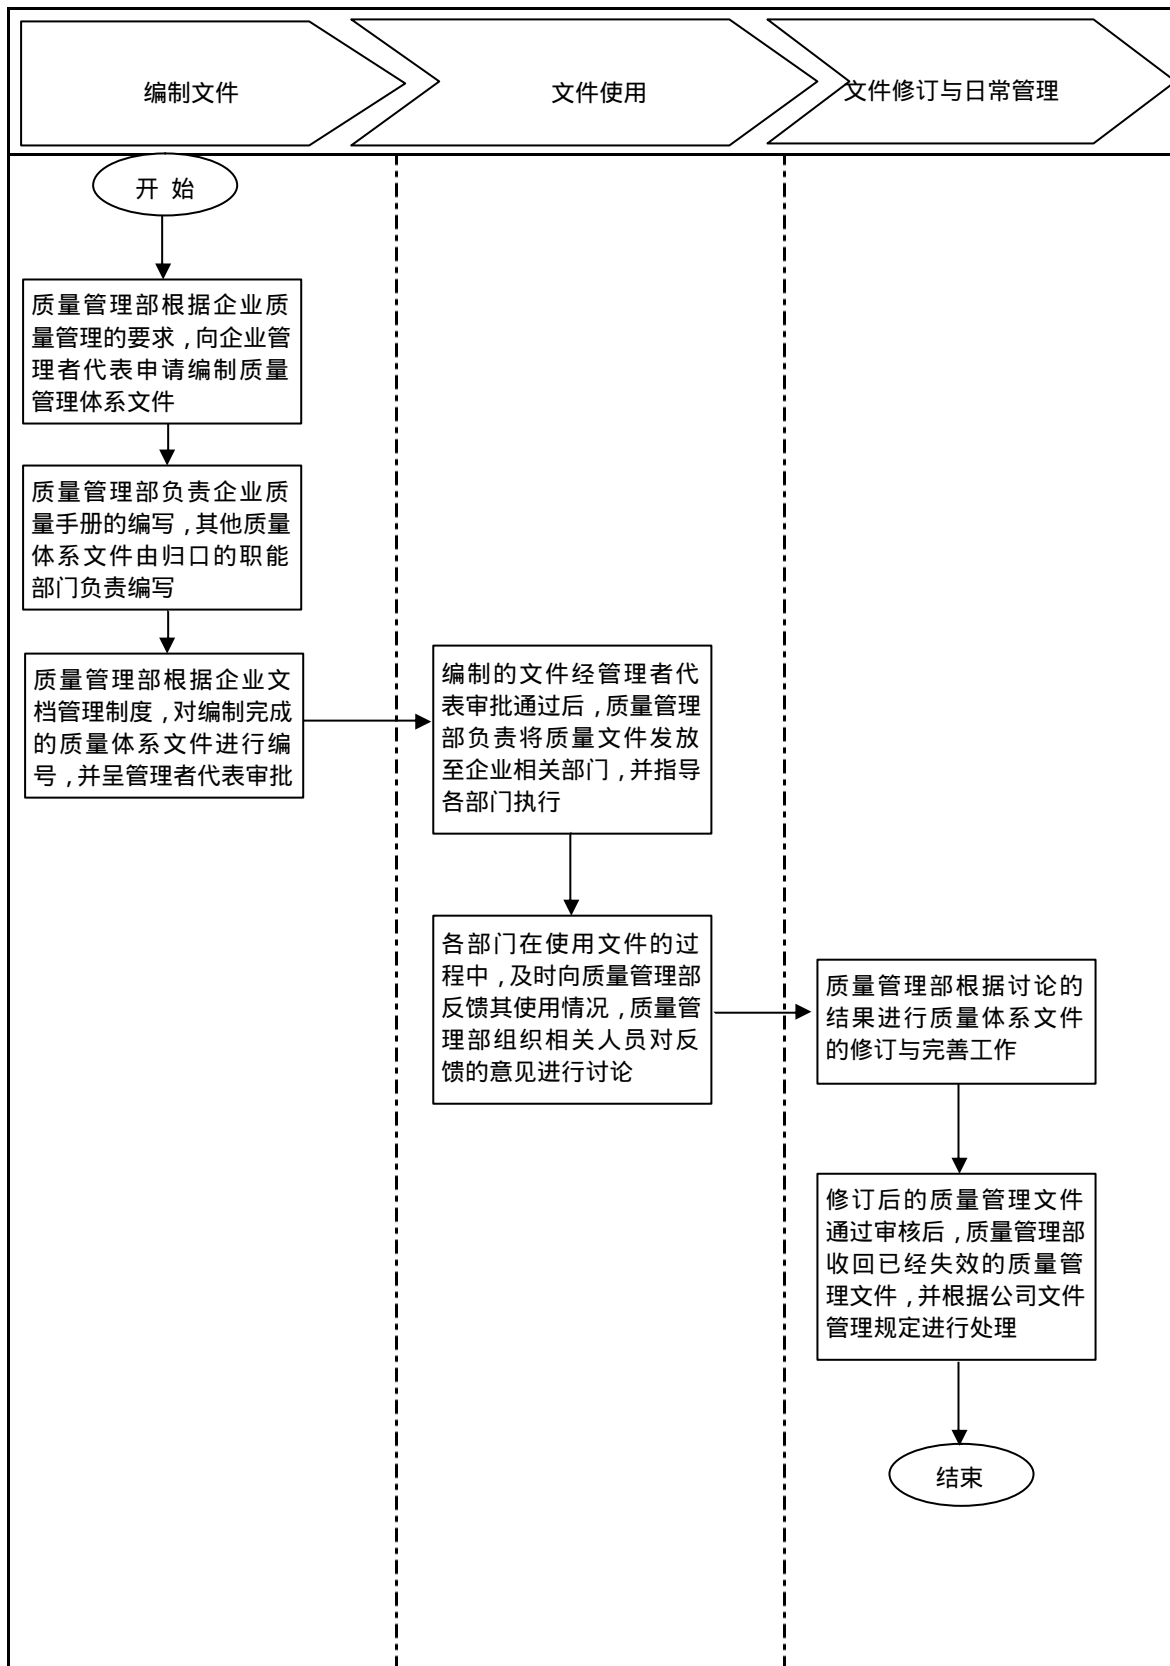 编制文件
文件使用
文件修订与日常管理
开 始
质量管理部根据企业质
量管理的要求，向企业管
理者代表申请编制质量
管理体系文件
质量管理部负责企业质
量手册的编写，其他质量
体系文件由归口的职能
部门负责编写
质量管理部根据企业文
档管理制度，对编制完成
的质量体系文件进行编
号，并呈管理者代表审批
编制的文件经管理者代
表审批通过后，质量管理
部负责将质量文件发放
至企业相关部门，并指导
各部门执行
各部门在使用文件的过
程中，及时向质量管理部
反馈其使用情况，质量管
理部组织相关人员对反
馈的意见进行讨论
质量管理部根据讨论的
结果进行质量体系文件
的修订与完善工作
修订后的质量管理文件
通过审核后，质量管理部
收回已经失效的质量管
理文件，并根据公司文件
管理规定进行处理
结束